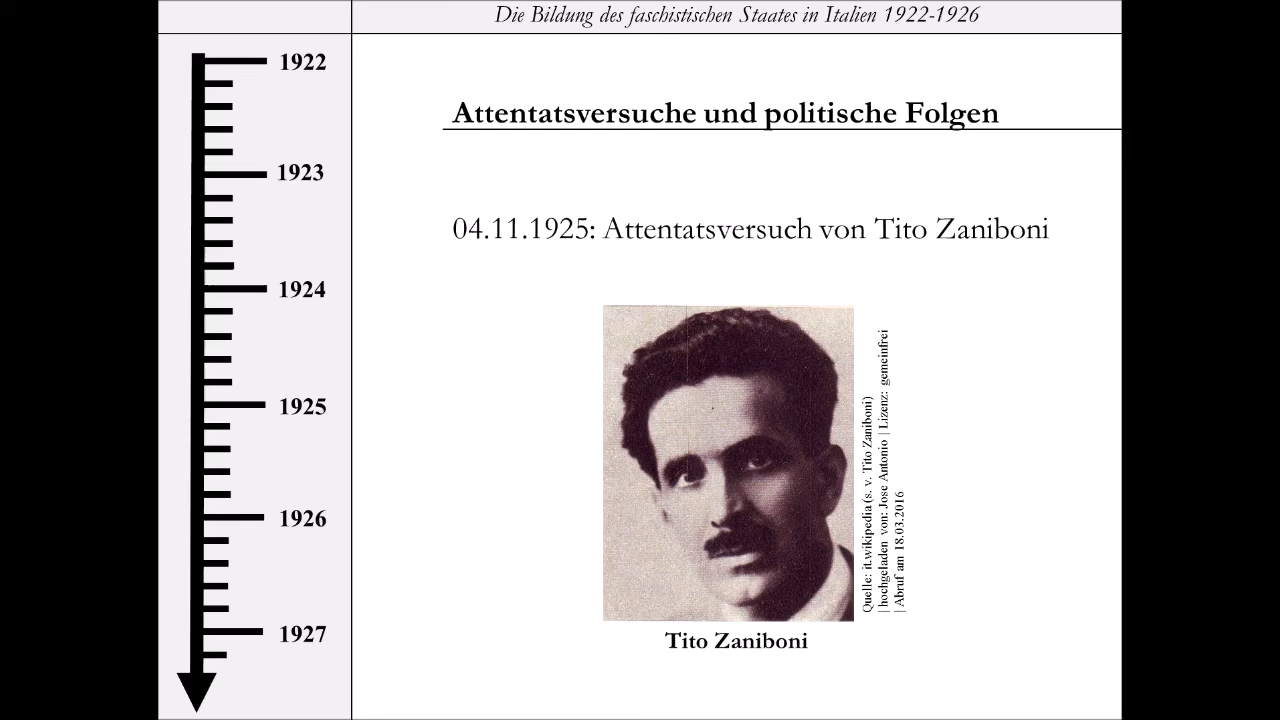 Die Bildung des faschistischen Staates in Italien 1922-1926
1922
1923
1924
1925
1926
1927
Attentatsversuche und politische Folgen
04.11.1925: Attentatsversuch von Tito Zaniboni
Quelle: it.wikipedia (s. v. Tito Zaniboni)
| hochgeladen von: Jose Antonio | Lizenz: gemeinfrei
| Abruf am 18.03.2016
Tito Zaniboni